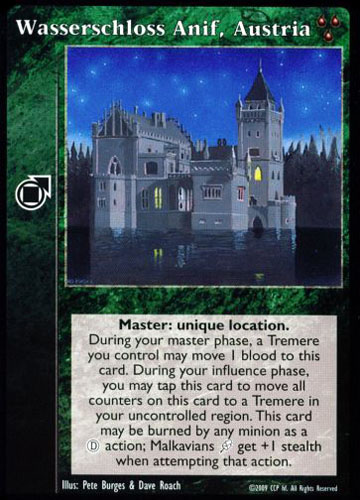 Wasserschloss Anif, Austria
Master: unique location.
During your master phase, a Tremere
you control may move 1 blood to this
card. During your influence phase,
you may tap this card to move all
counters on this card to a Tremere in
your uncontrolled region. This card
may be burned by any minion as a
D action; Malkavians get +1 stealth
when attempting that action.
Illus: Pete Burges & Dave Roach
©2009 CCP hf. All Rights Reserved